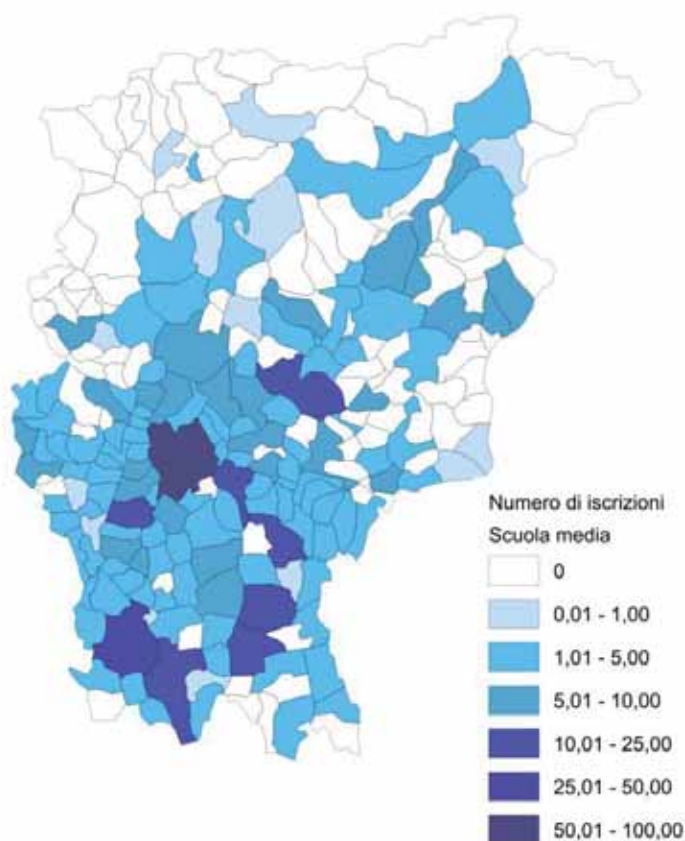 Numero di iscrizioni
Scuola media
0
0,01 - 1,00
1,01 - 5,00
5,01 - 10,00
10,01 - 25,00
25,01 - 50,00
50,01 - 100,00